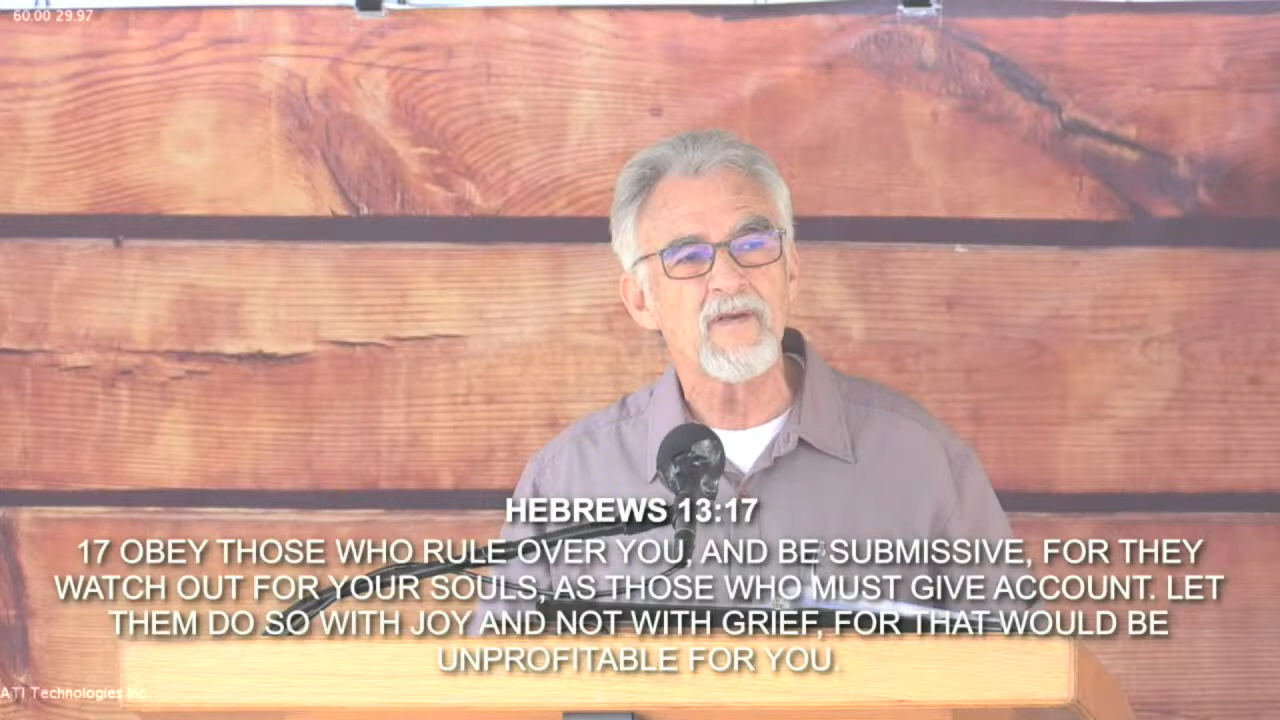 60.00 29.97
HEBREWS 13:17
17 OBEY THOSE WHO RULE OVER YOU, AND BE SUBMISSIVE, FOR THEY
WATCH OUT FOR YOUR SOULS, AS THOSE WHO MUST GIVE ACCOUNT. LET
THEM DO SO WITH JOY AND NOT WITH GRIEF, FOR THAT WOULD BE
UNPROFITABLE FOR YOU.
ATI Technologies Inc.